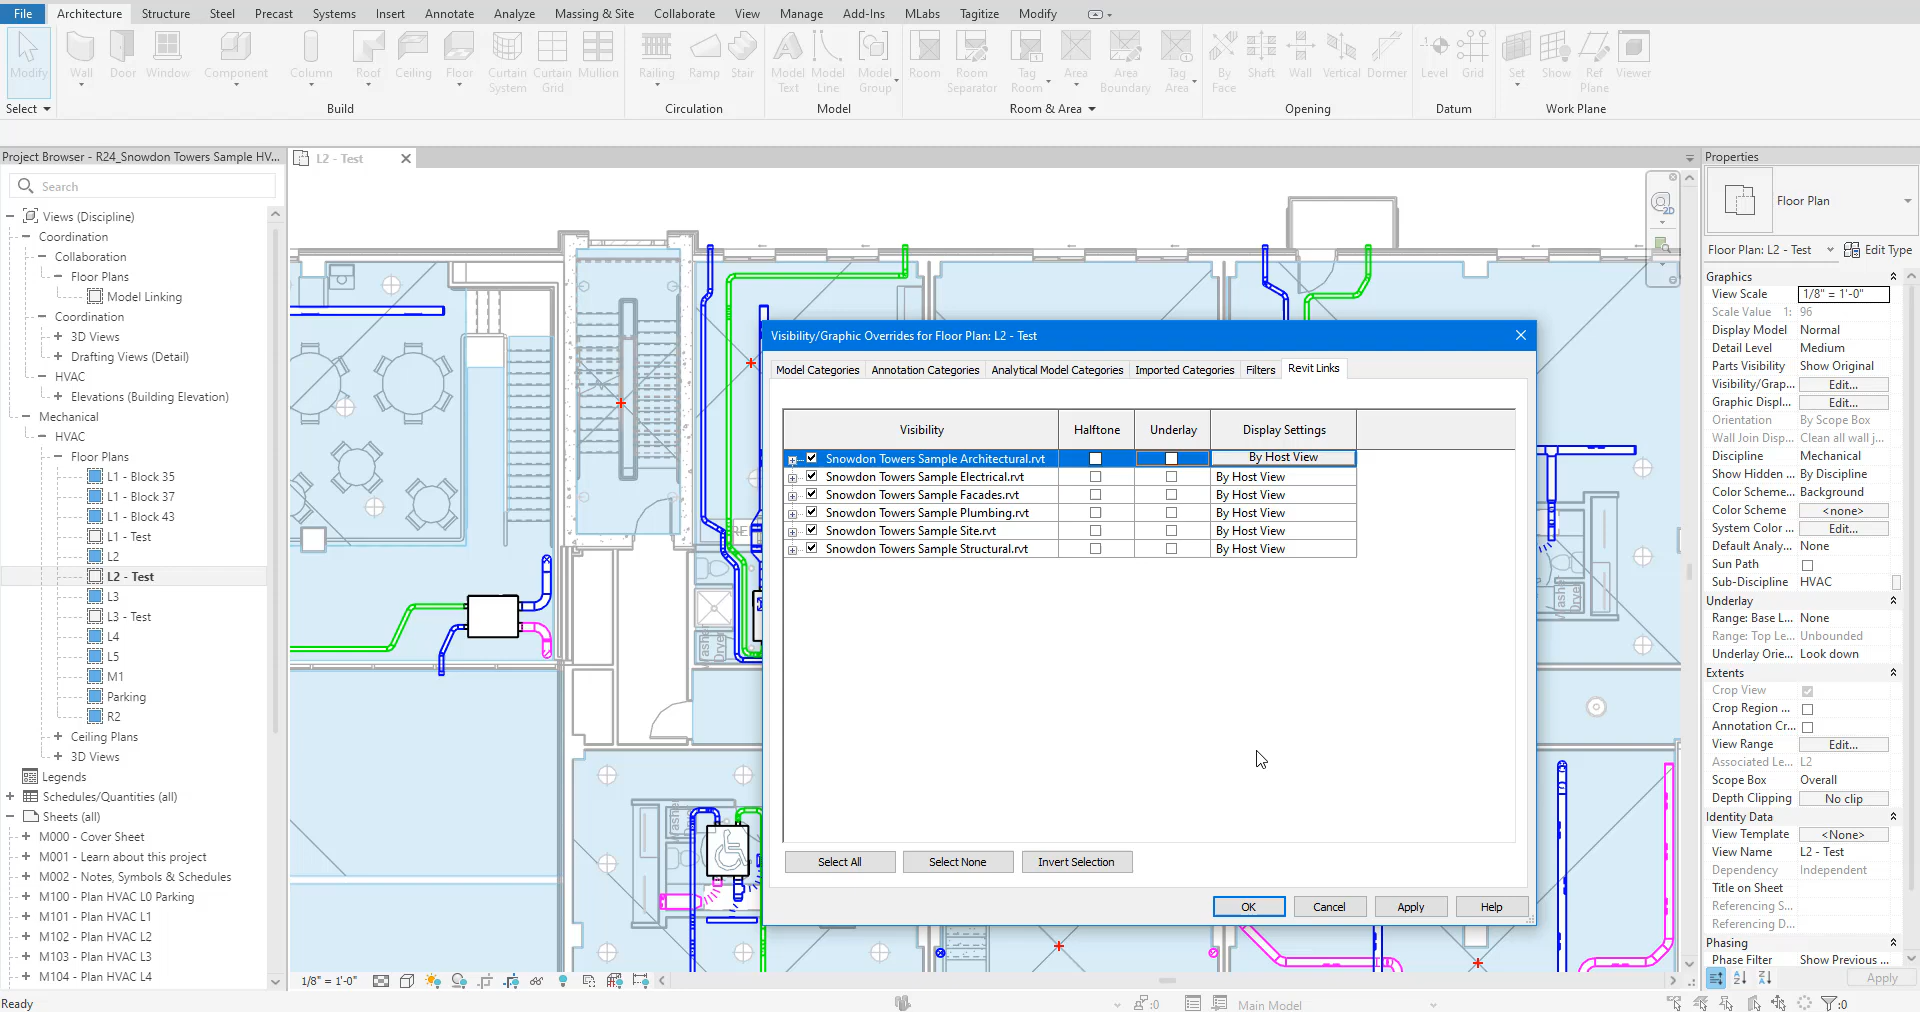 File Architecture Structure Steel Precast Systems Insert Annotate Analyze Massing & Site Collaborate View Manage Add-Ins MLabs Tagitize Modify
Modify Wall Door Window Component Column Roof Ceiling Floor Curtain System Curtain Grid Mullion Railing Ramp Stair Model Text Model Line Model Group Room Room Separator Tag Room Area Area Boundary Tag Area By Face Shaft Wall Vertical Dormer Level Grid Set Show Ref Plane Viewer
Select Build Circulation Model Room & Area Opening Datum Work Plane
Project Browser - R24_Snowdon Towers Sample HV...
L2 - Test
Properties
Search
Views (Discipline)
Coordination
Collaboration
Floor Plans
Model Linking
Coordination
3D Views
Drafting Views (Detail)
HVAC
Elevations (Building Elevation)
Mechanical
HVAC
Floor Plans
L1 - Block 35
L1 - Block 37
L1 - Block 43
L1 - Test
L2
L2 - Test
L3
L3 - Test
L4
L5
M1
Parking
R2
Ceiling Plans
3D Views
Legends
Schedules/Quantities (all)
Sheets (all)
M000 - Cover Sheet
M001 - Learn about this project
M002 - Notes, Symbols & Schedules
M100 - Plan HVAC L0 Parking
M101 - Plan HVAC L1
M102 - Plan HVAC L2
M103 - Plan HVAC L3
M104 - Plan HVAC L4
Visibility/Graphic Overrides for Floor Plan: L2 - Test
Model Categories Annotation Categories Analytical Model Categories Imported Categories Filters Revit Links
Visibility Halftone Underlay Display Settings
Snowdon Towers Sample Architectural.rvt By Host View
Snowdon Towers Sample Electrical.rvt By Host View
Snowdon Towers Sample Facades.rvt By Host View
Snowdon Towers Sample Plumbing.rvt By Host View
Snowdon Towers Sample Site.rvt By Host View
Snowdon Towers Sample Structural.rvt By Host View
Select All Select None Invert Selection
OK Cancel Apply Help
2D
Floor Plan
Floor Plan: L2 - Test Edit Type
Graphics
View Scale 1/8" = 1'-0"
Scale Value 1: 96
Display Model Normal
Detail Level Medium
Parts Visibility Show Original
Visibility/Grap... Edit...
Graphic Displ... Edit...
Orientation By Scope Box
Wall Join Disp... Clean all wall j...
Discipline Mechanical
Show Hidden ... By Discipline
Color Scheme... Background
Color Scheme <none>
System Color ... Edit...
Default Analy... None
Sun Path
Sub-Discipline HVAC
Underlay
Range: Base L... None
Range: Top Le... Unbounded
Underlay Orie... Look down
Extents
Crop View
Crop Region ...
Annotation Cr...
View Range Edit...
Associated Le... L2
Scope Box Overall
Depth Clipping No clip
Identity Data
View Template <None>
View Name L2 - Test
Dependency Independent
Title on Sheet
Referencing S...
Referencing D...
Phasing
Phase Filter Show Previous ...
Apply
1/8" = 1'-0"
Ready
:0
Main Model
:0